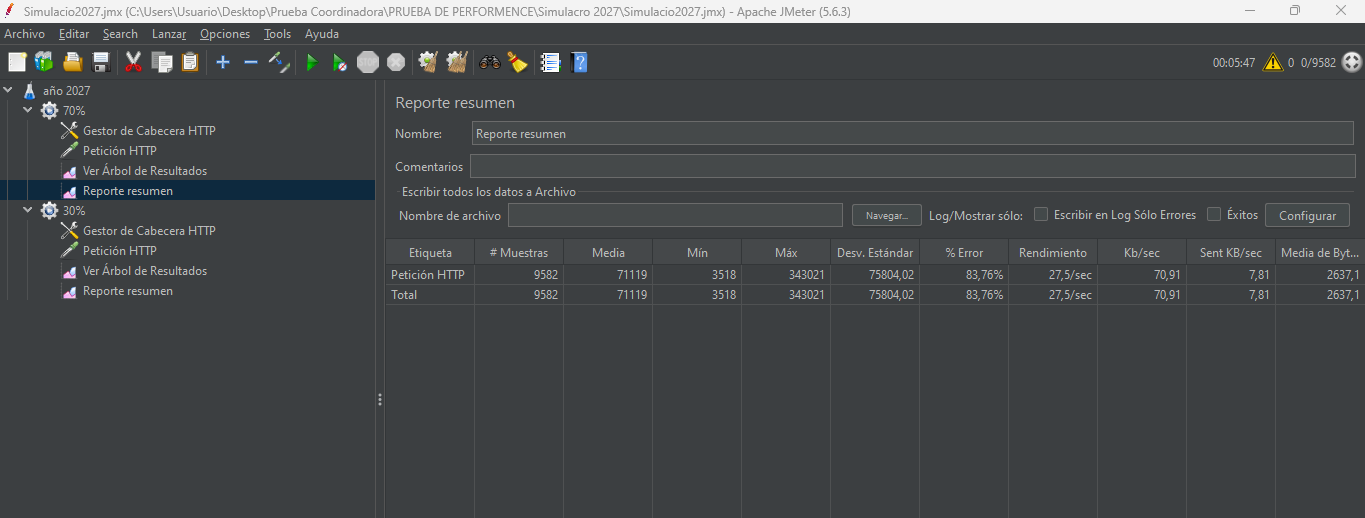 Simulacio2027.jmx (C:\Users\Usuario\Desktop\Prueba Coordinadora\PRUEBA DE PERFORMENCE\Simulacro 2027\Simulacio2027.jmx) - Apache JMeter (5.6.3)
Archivo Editar Search Lanzar Opciones Tools Ayuda
STOP 00:05:47 0 0/9582
año 2027
70%
Gestor de Cabecera HTTP
Petición HTTP
Ver Árbol de Resultados
Reporte resumen
30%
Gestor de Cabecera HTTP
Petición HTTP
Ver Árbol de Resultados
Reporte resumen
Reporte resumen
Nombre: Reporte resumen
Comentarios
Escribir todos los datos a Archivo
Nombre de archivo Navegar... Log/Mostrar sólo: Escribir en Log Sólo Errores Éxitos Configurar
Etiqueta # Muestras Media Mín Máx Desv. Estándar % Error Rendimiento Kb/sec Sent KB/sec Media de Byt...
Petición HTTP 9582 71119 3518 343021 75804,02 83,76% 27,5/sec 70,91 7,81 2637,1
Total 9582 71119 3518 343021 75804,02 83,76% 27,5/sec 70,91 7,81 2637,1